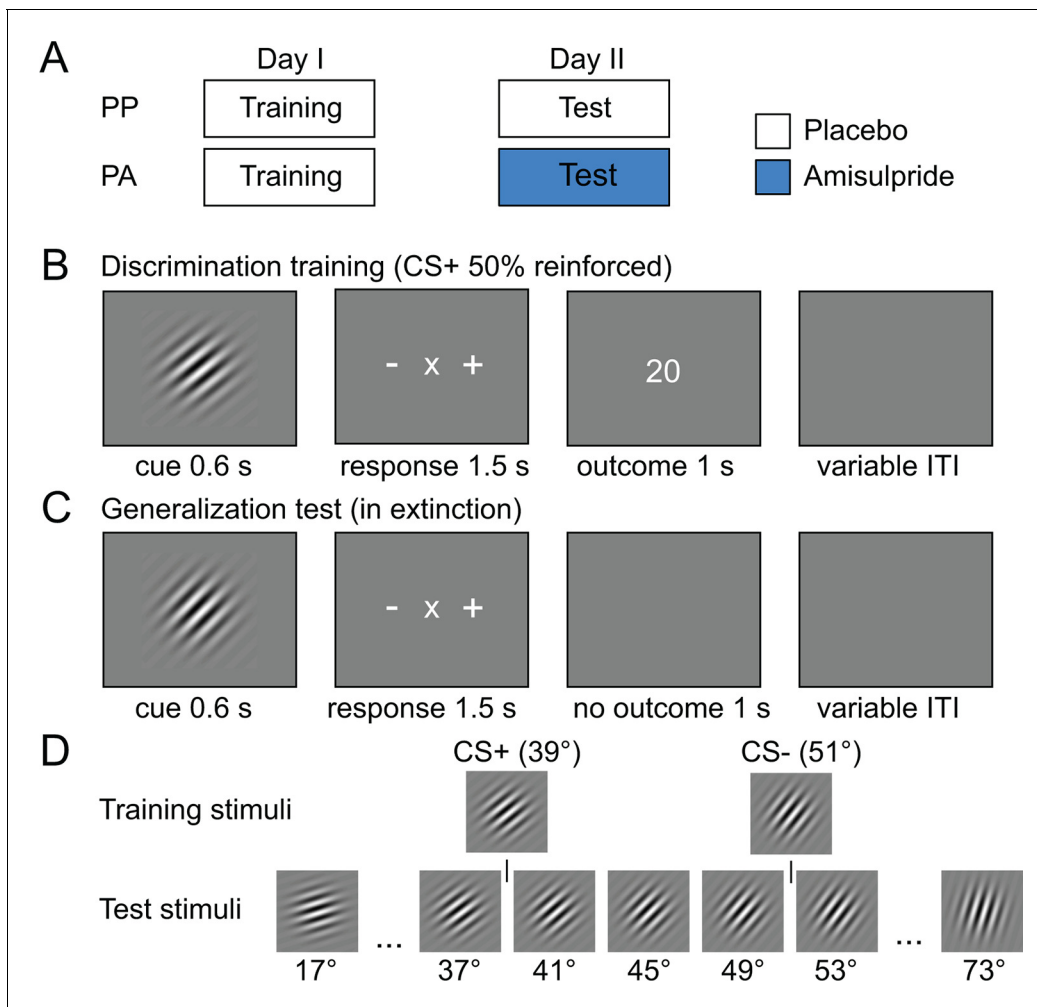 A
Day I Day II
PP Training Test Placebo
PA Training Test Amisulpride
B Discrimination training (CS+ 50% reinforced)
- x + 20
cue 0.6 s response 1.5 s outcome 1 s variable ITI
C Generalization test (in extinction)
- x +
cue 0.6 s response 1.5 s no outcome 1 s variable ITI
D CS+ (39°) CS- (51°)
Training stimuli
Test stimuli ... ...
17° 37° 41° 45° 49° 53° 73°